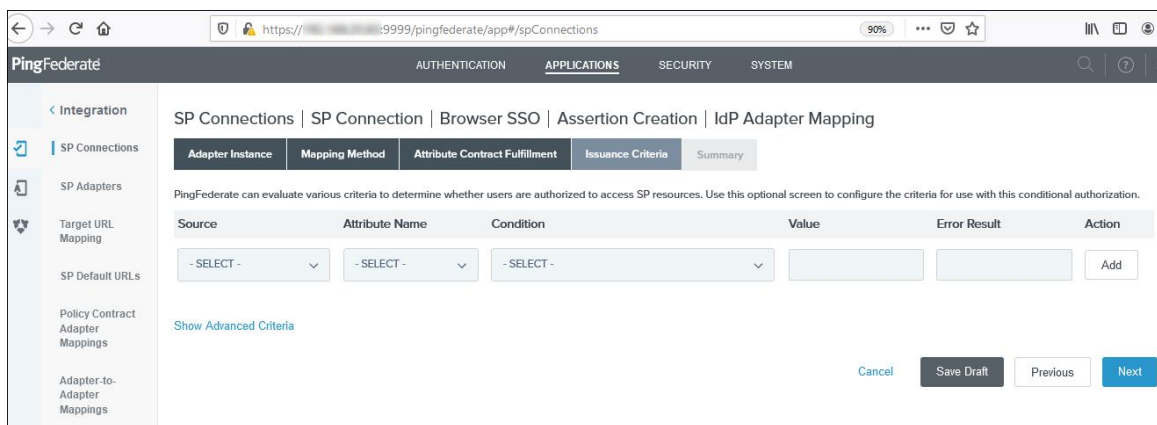 https:// :9999/pingfederate/app#/spConnections 90%
PingFederate AUTHENTICATION APPLICATIONS SECURITY SYSTEM
Integration
SP Connections
SP Adapters
Target URL
Mapping
SP Default URLs
Policy Contract
Adapter
Mappings
Adapter-to-
Adapter
Mappings
SP Connections | SP Connection | Browser SSO | Assertion Creation | IdP Adapter Mapping
Adapter Instance Mapping Method Attribute Contract Fulfillment Issuance Criteria Summary
PingFederate can evaluate various criteria to determine whether users are authorized to access SP resources. Use this optional screen to configure the criteria for use with this conditional authorization.
Source Attribute Name Condition Value Error Result Action
- SELECT - - SELECT - - SELECT - Add
Show Advanced Criteria
Cancel Save Draft Previous Next